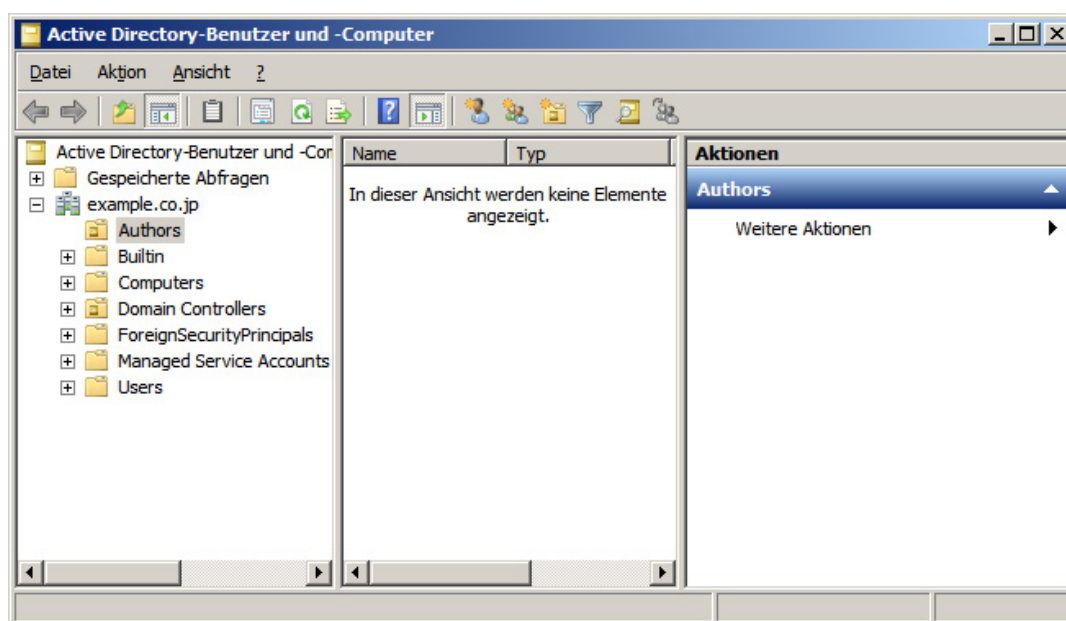 Active Directory-Benutzer und -Computer
Datei Aktion Ansicht ?
Active Directory-Benutzer und -Con
Gespeicherte Abfragen
example.co.jp
Authors
Builtin
Computers
Domain Controllers
ForeignSecurityPrincipals
Managed Service Accounts
Users
Name Typ
In dieser Ansicht werden keine Elemente
angezeigt.
Aktionen
Authors
Weitere Aktionen